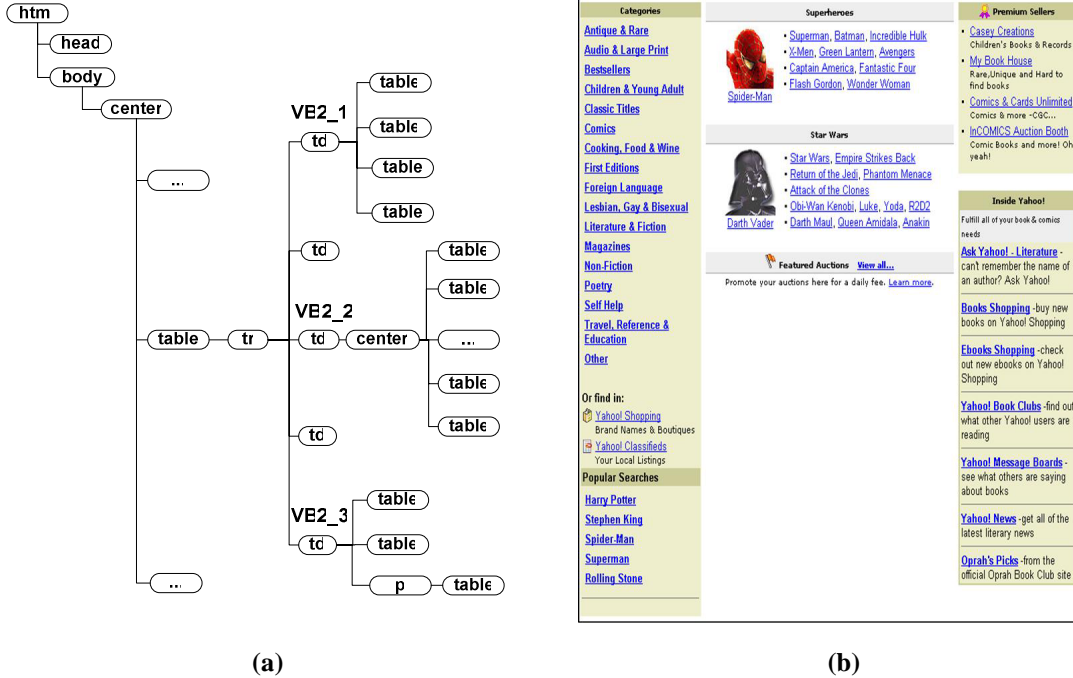 htm
head
body
center
...
table
tr
VB2_1
td
table
table
table
table
td
VB2_2
td
center
table
table
...
table
table
td
VB2_3
td
table
table
p
table
...
(a)
Categories
Antique & Rare
Audio & Large Print
Bestsellers
Children & Young Adult
Classic Titles
Comics
Cooking, Food & Wine
First Editions
Foreign Language
Lesbian, Gay & Bisexual
Literature & Fiction
Magazines
Non-Fiction
Poetry
Self Help
Travel, Reference &
Education
Other
Or find in:
Yahoo! Shopping
Brand Names & Boutiques
Yahoo! Classifieds
Your Local Listings
Popular Searches
Harry Potter
Stephen King
Spider-Man
Superman
Rolling Stone
Superheroes
Spider-Man
• Superman, Batman, Incredible Hulk
• X-Men, Green Lantern, Avengers
• Captain America, Fantastic Four
• Flash Gordon, Wonder Woman
Star Wars
Darth Vader
• Star Wars, Empire Strikes Back
• Return of the Jedi, Phantom Menace
• Attack of the Clones
• Obi-Wan Kenobi, Luke, Yoda, R2D2
• Darth Maul, Queen Amidala, Anakin
Featured Auctions View all...
Promote your auctions here for a daily fee. Learn more.
Premium Sellers
• Casey Creations
Children's Books & Records
• My Book House
Rare,Unique and Hard to
find books
• Comics & Cards Unlimited
Comics & more -CGC...
• InCOMICS Auction Booth
Comic Books and more! Oh
yeah!
Inside Yahoo!
Fulfill all of your book & comics
needs
Ask Yahoo! - Literature -
can't remember the name of
an author? Ask Yahoo!
Books Shopping -buy new
books on Yahoo! Shopping
Ebooks Shopping -check
out new ebooks on Yahoo!
Shopping
Yahoo! Book Clubs -find out
what other Yahoo! users are
reading
Yahoo! Message Boards -
see what others are saying
about books
Yahoo! News -get all of the
latest literary news
Oprah's Picks -from the
official Oprah Book Club site
(b)